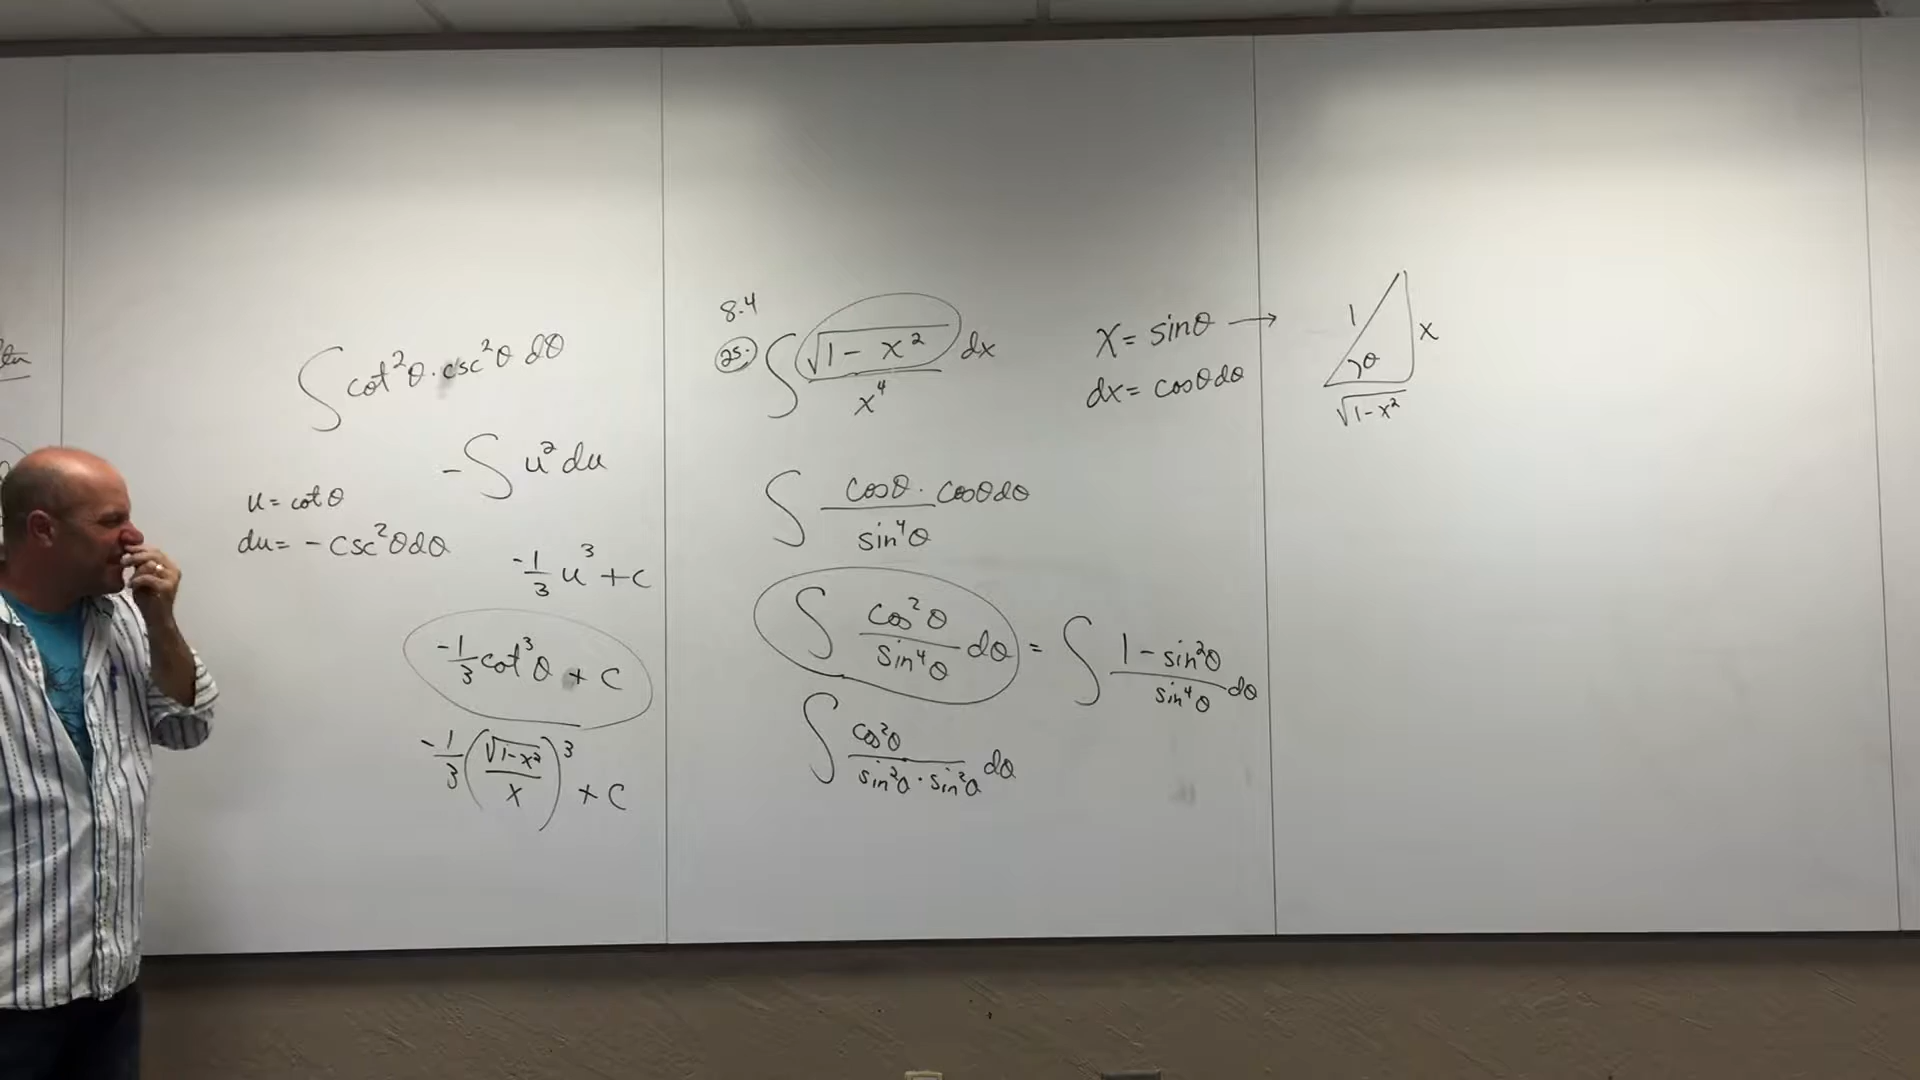 ∫ cot²θ · csc²θ dθ
- ∫ u² du
u = cot θ
du = - csc²θ dθ
-1/3 u³ + C
-1/3 cot³θ + C
-1/3 (√(1-x²)/x)³ + C
8.4
25. ∫ √(1 - x²)/x⁴ dx
x = sinθ →
dx = cosθ dθ
1
x
θ
√(1-x²)
∫ cosθ · cosθ dθ / sin⁴θ
∫ cos²θ/sin⁴θ dθ = ∫ (1 - sin²θ)/sin⁴θ dθ
∫ cos²θ/(sin²θ · sin²θ) dθ